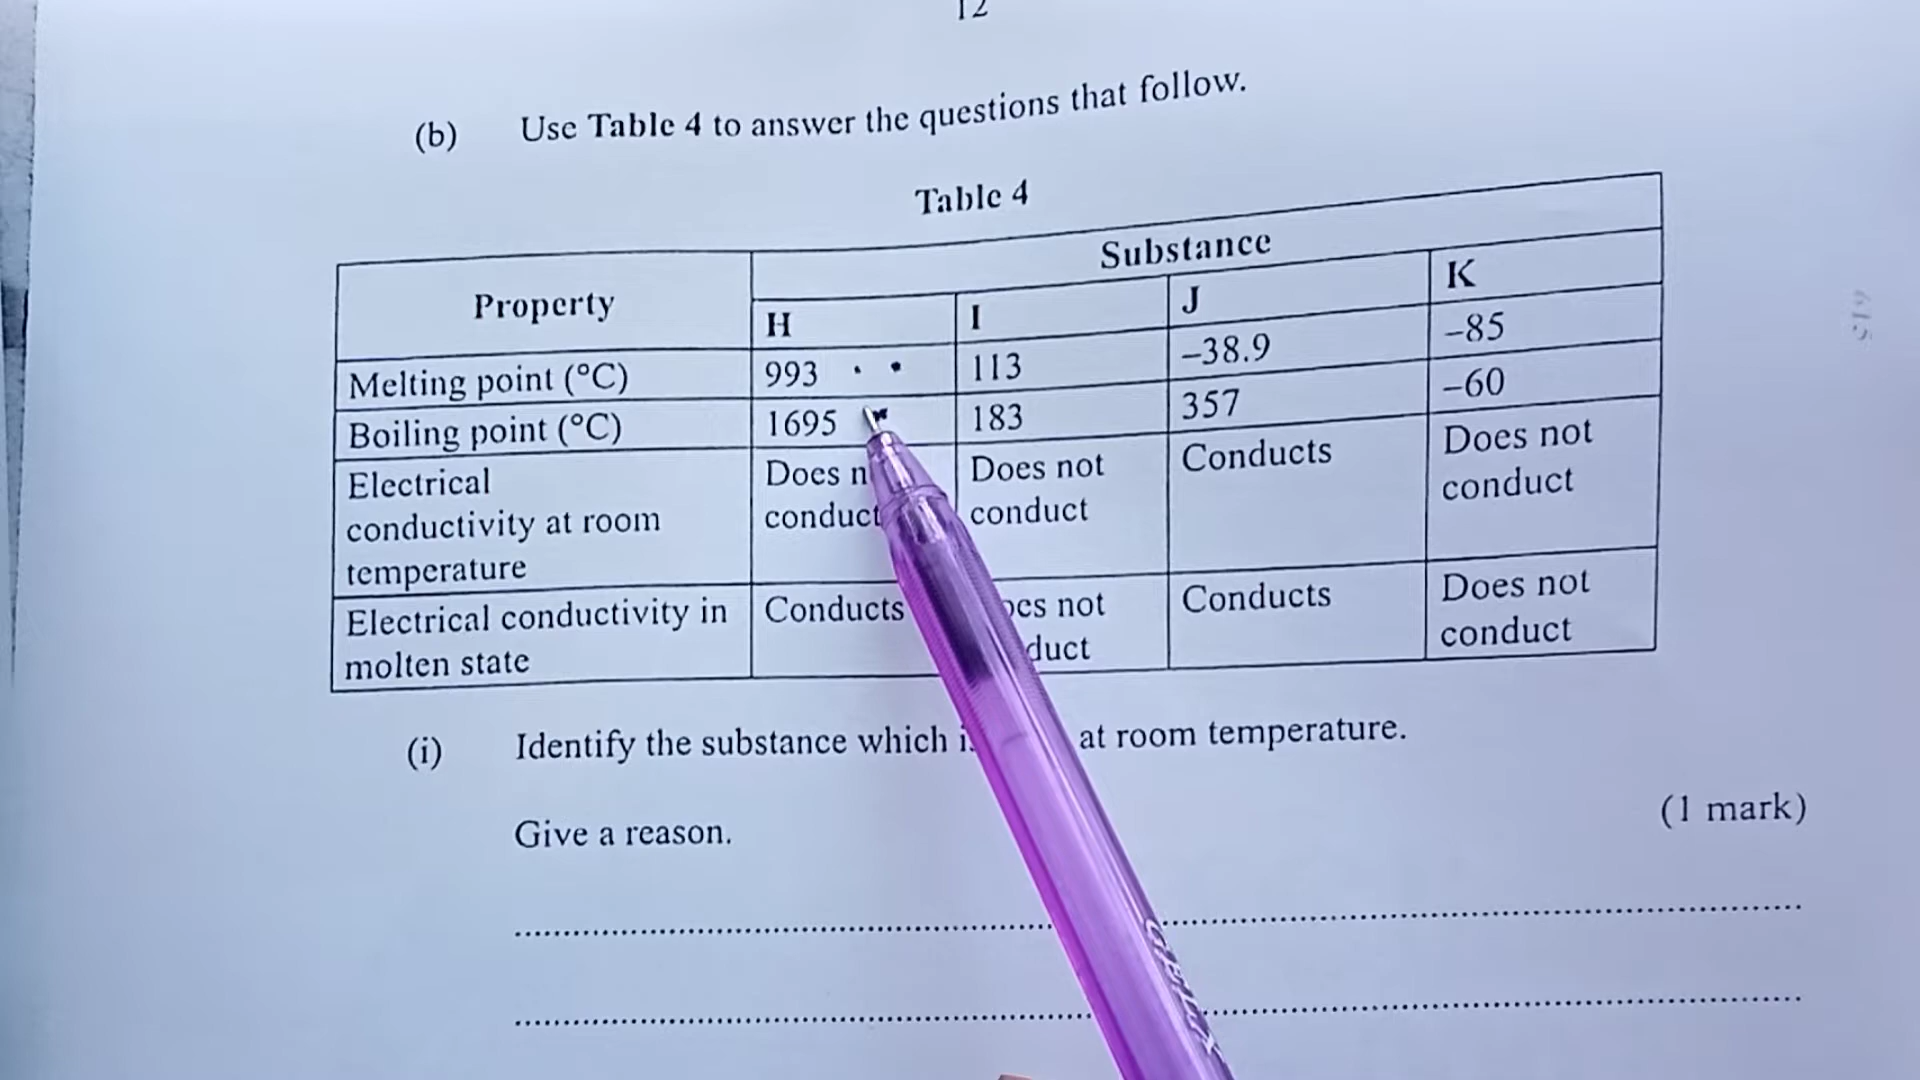 12
(b) Use Table 4 to answer the questions that follow.
Table 4
Property Substance
H I J K
Melting point (°C) 993 113 –38.9 –85
Boiling point (°C) 1695 183 357 –60
Electrical conductivity at room temperature Does conduct Does not conduct Conducts Does not conduct
Electrical conductivity in molten state Conducts not Conducts Does not conduct
(i) Identify the substance which at room temperature.
Give a reason.
(1 mark)